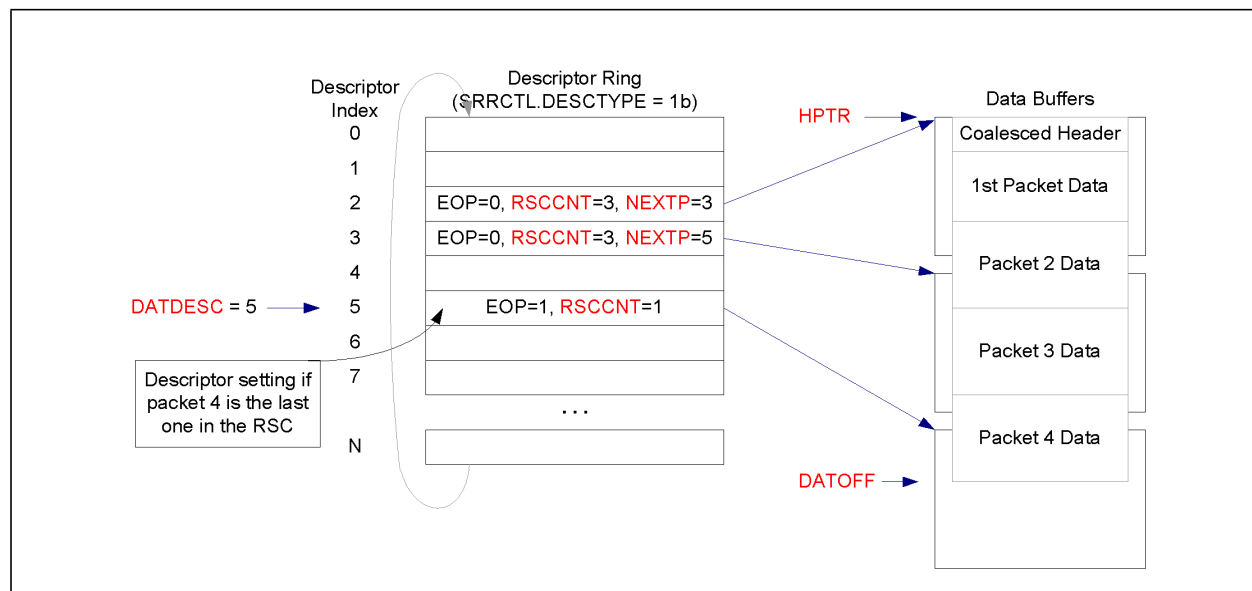 Descriptor
Index
Descriptor Ring
(SRRCTL.DESCTYPE = 1b)
HPTR
Data Buffers
0
Coalesced Header
1
1st Packet Data
2
EOP=0, RSCCNT=3, NEXTP=3
3
EOP=0, RSCCNT=3, NEXTP=5
4
Packet 2 Data
DATDESC = 5
5
EOP=1, RSCCNT=1
6
Packet 3 Data
7
Descriptor setting if
packet 4 is the last
one in the RSC
...
N
Packet 4 Data
DATOFF